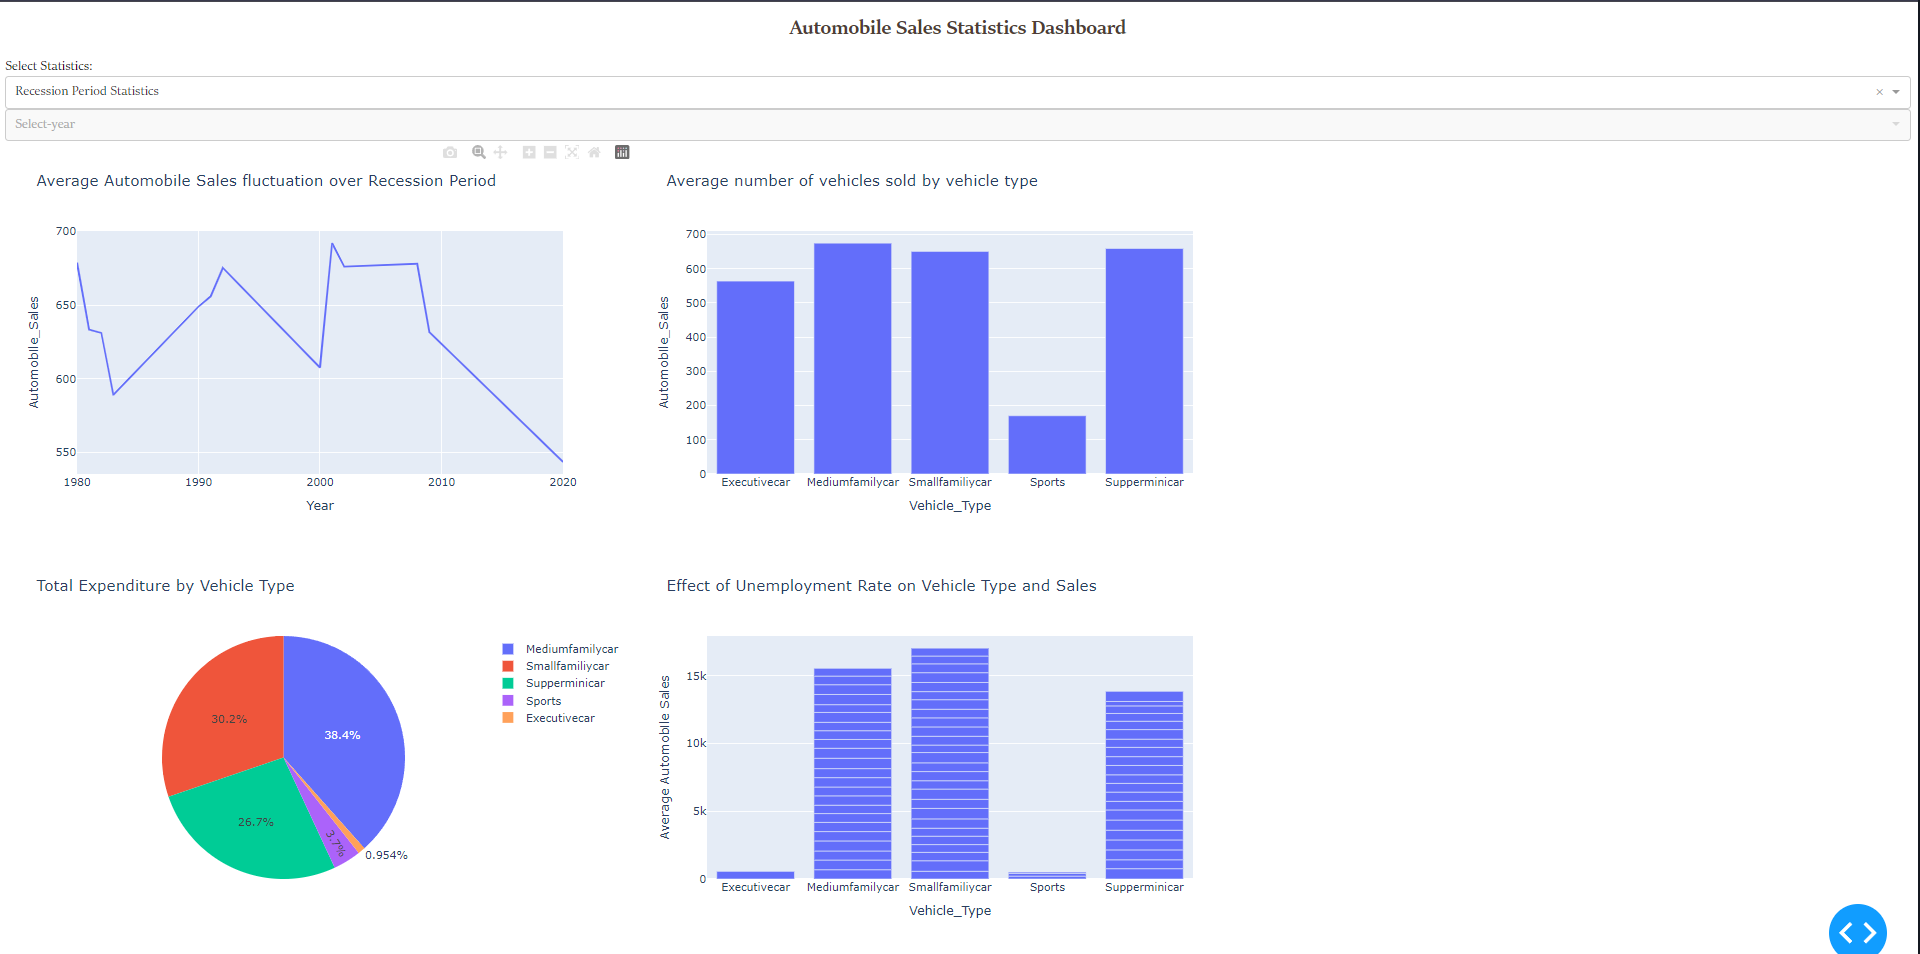 Automobile Sales Statistics Dashboard
Select Statistics:
Recession Period Statistics
×
Select-year
Average Automobile Sales fluctuation over Recession Period
700
650
600
550
Automobile_Sales
1980 1990 2000 2010 2020
Year
Average number of vehicles sold by vehicle type
700
600
500
400
300
200
100
0
Automobile_Sales
Executivecar Mediumfamilycar Smallfamiliycar Sports Supperminicar
Vehicle_Type
Total Expenditure by Vehicle Type
38.4%
30.2%
26.7%
3.7%
0.954%
Mediumfamilycar
Smallfamiliycar
Supperminicar
Sports
Executivecar
Effect of Unemployment Rate on Vehicle Type and Sales
15k
10k
5k
0
Average Automobile Sales
Executivecar Mediumfamilycar Smallfamiliycar Sports Supperminicar
Vehicle_Type